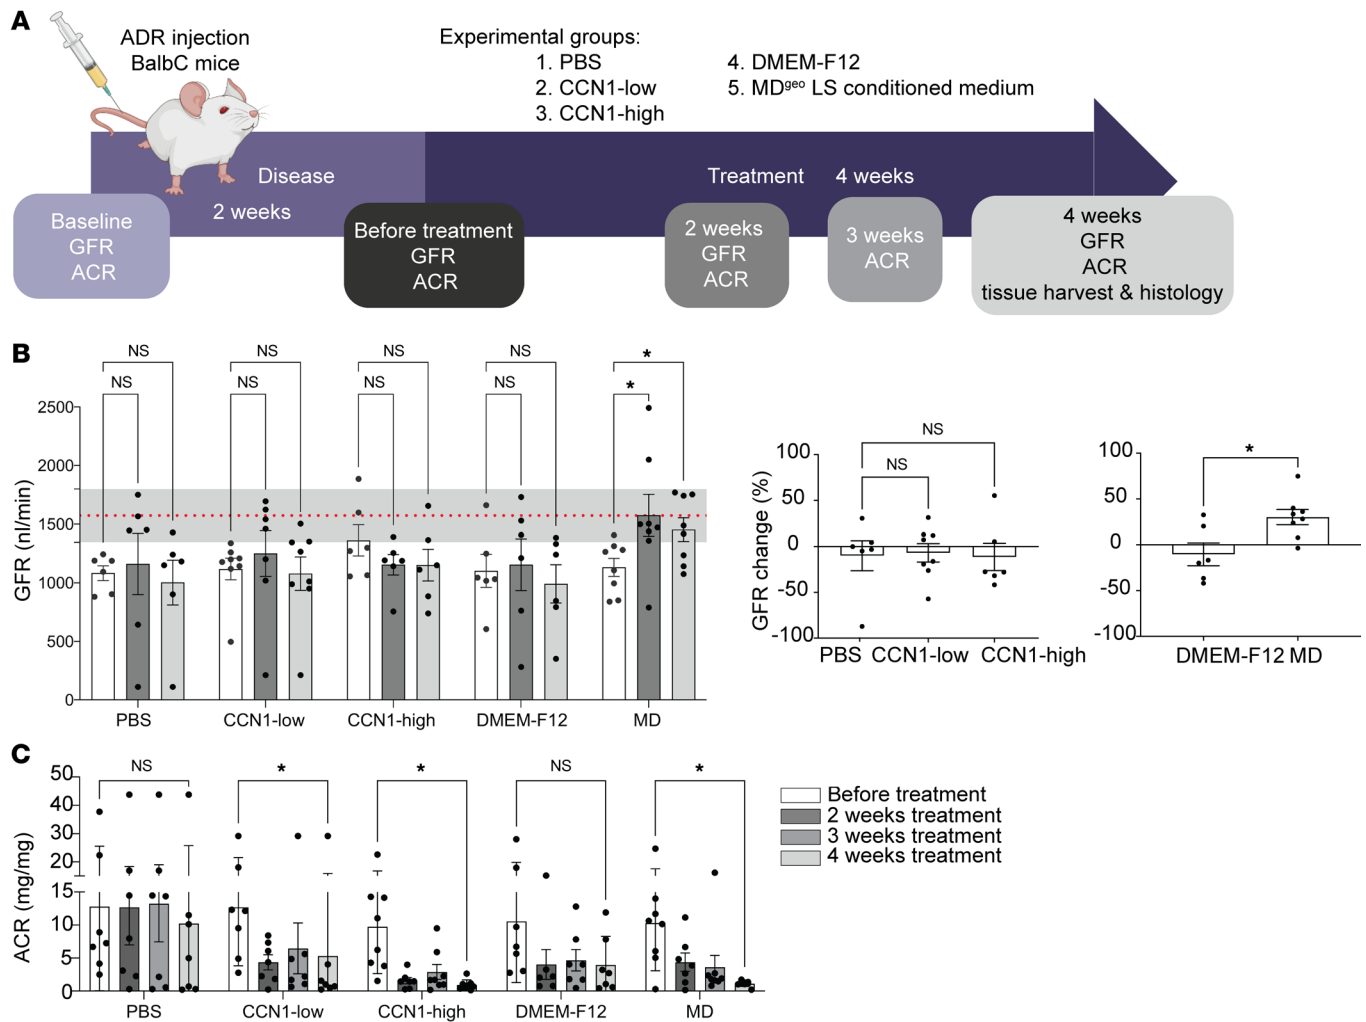 A
ADR injection
BalbC mice
Experimental groups:
1. PBS
2. CCN1-low
3. CCN1-high
4. DMEM-F12
5. MDgeo LS conditioned medium
Disease
2 weeks
Treatment 4 weeks
Baseline
GFR
ACR
Before treatment
GFR
ACR
2 weeks
GFR
ACR
3 weeks
ACR
4 weeks
GFR
ACR
tissue harvest & histology
B
NS NS NS NS *
NS NS NS NS *
GFR (nl/min)
2500
2000
1500
1000
500
0
PBS CCN1-low CCN1-high DMEM-F12 MD
GFR change (%)
100
50
0
-50
-100
NS
NS
PBS CCN1-low CCN1-high
100
50
0
-50
-100
*
DMEM-F12 MD
C
NS * * NS *
ACR (mg/mg)
50
40
30
20
15
10
5
0
PBS CCN1-low CCN1-high DMEM-F12 MD
Before treatment
2 weeks treatment
3 weeks treatment
4 weeks treatment